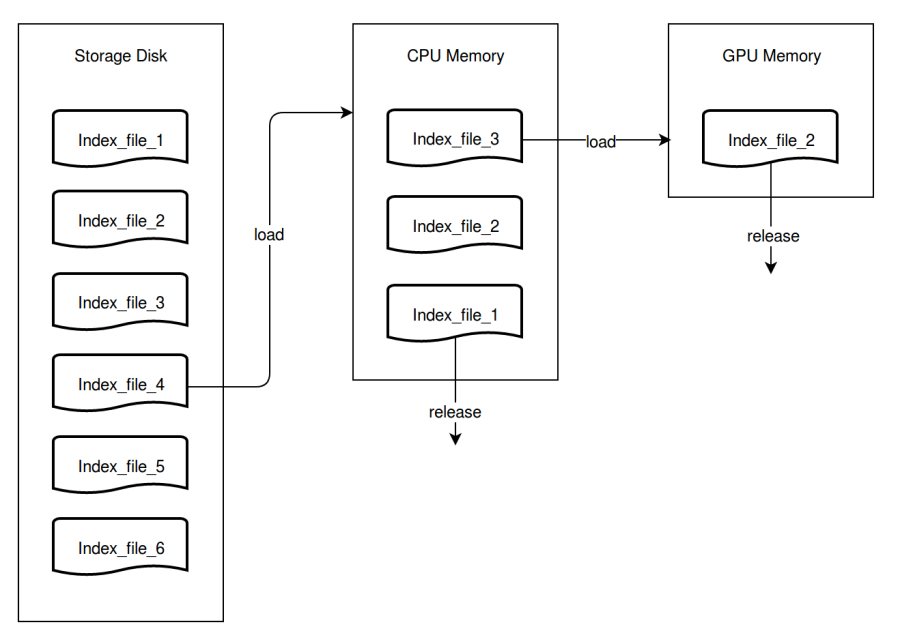 Storage Disk
Index_file_1
Index_file_2
Index_file_3
Index_file_4
Index_file_5
Index_file_6
load
CPU Memory
Index_file_3
Index_file_2
Index_file_1
release
load
GPU Memory
Index_file_2
release